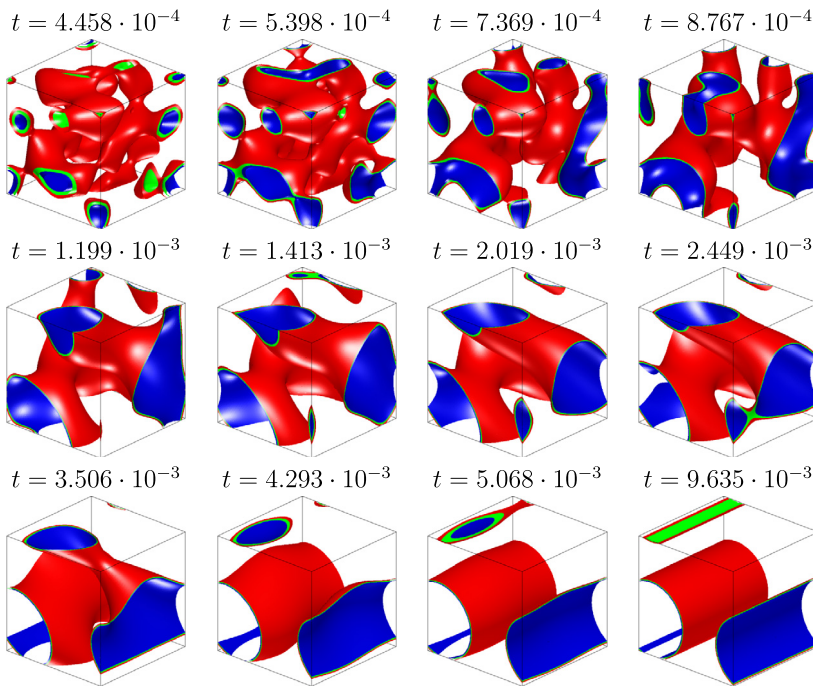 t = 4.458 · 10⁻⁴ t = 5.398 · 10⁻⁴ t = 7.369 · 10⁻⁴ t = 8.767 · 10⁻⁴
t = 1.199 · 10⁻³ t = 1.413 · 10⁻³ t = 2.019 · 10⁻³ t = 2.449 · 10⁻³
t = 3.506 · 10⁻³ t = 4.293 · 10⁻³ t = 5.068 · 10⁻³ t = 9.635 · 10⁻³